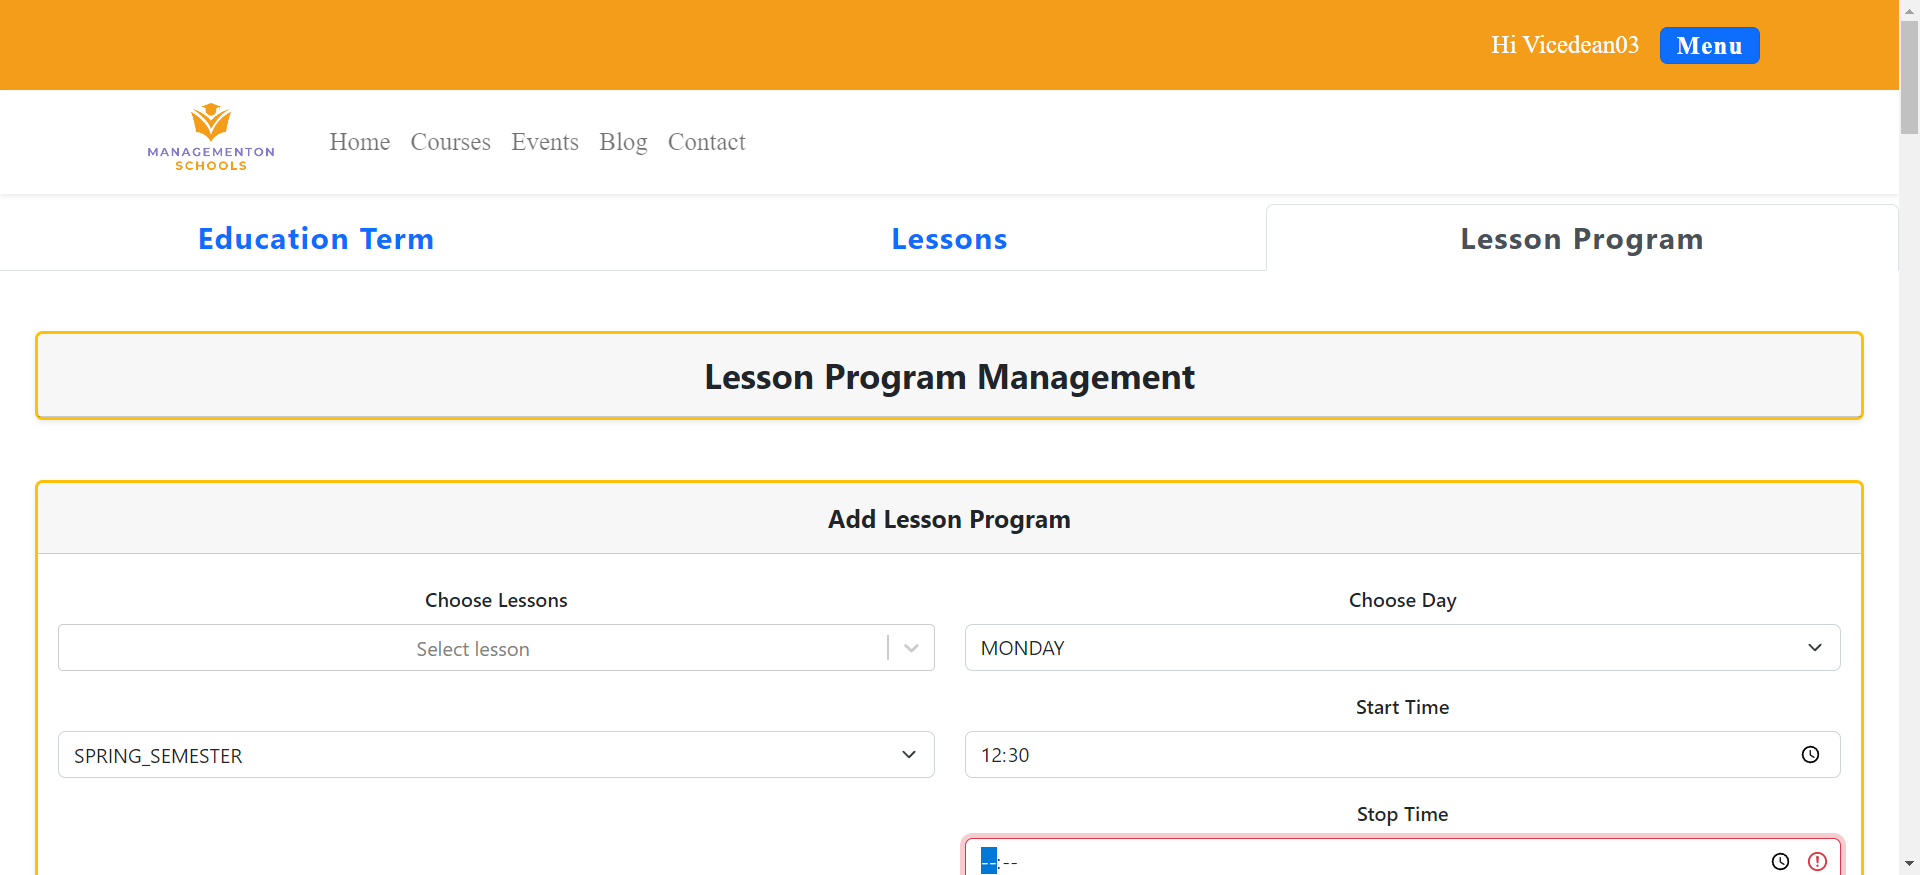 Hi Vicedean03 Menu
MANAGEMENTON
SCHOOLS
Home Courses Events Blog Contact
Education Term Lessons Lesson Program
Lesson Program Management
Add Lesson Program
Choose Lessons Choose Day
Select lesson MONDAY
Start Time
SPRING_SEMESTER 12:30
Stop Time
--:--